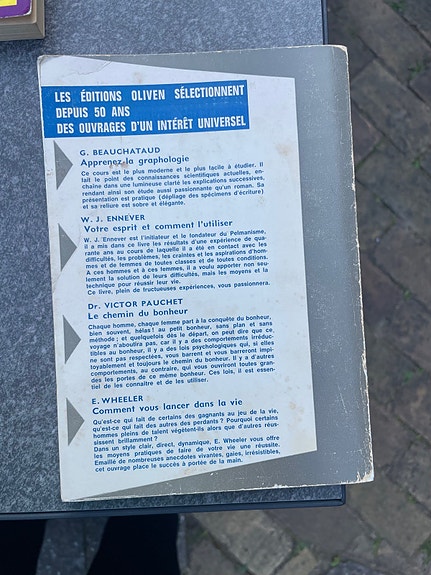 LES ÉDITIONS OLIVEN SÉLECTIONNENT
DEPUIS 50 ANS
DES OUVRAGES D'UN INTÉRÊT UNIVERSEL
G. BEAUCHATAUD
Apprenez la graphologie
Ce cours est le plus moderne et le plus facile à étudier. Il
fait le point des connaissances scientifiques actuelles, en-
chaîne dans une lumineuse clarté les explications successives,
rendant ainsi son étude aussi passionnante qu'un roman. Sa
présentation est pratique (dépliage des spécimens d'écriture)
et sa reliure est sobre et élégante.
W. J. ENNEVER
Votre esprit et comment l'utiliser
W. J. Ennever est l'initiateur et le fondateur du Pelmanisme,
il a mis dans ce livre les résultats d'une expérience de qua-
rante ans au cours de laquelle il a été en contact avec les
difficultés, les problèmes, les craintes et les aspirations d'hom-
mes et de femmes de toutes classes et de toutes conditions.
A ces hommes et à ces femmes, il a voulu apporter non seu-
lement la solution de leurs difficultés, mais les moyens et la
technique pour réussir leur vie.
Ce livre, plein de fructueuses expériences, vous passionnera.
Dr. VICTOR PAUCHET
Le chemin du bonheur
Chaque homme, chaque femme part à la conquête du bonheur,
bien souvent, hélas ! au petit bonheur, sans plan et sans
méthode ; et quelquefois dès le départ, on peut dire que, ce
voyage n'aboutira pas, car il y a des comportements irréduc-
tibles au bonheur, il y a des lois psychologiques qui, si elles
ne sont pas respectées, vous barrent et vous barreront impi-
toyablement et toujours le chemin du bonheur. Il y a d'autres
comportements, au contraire, qui vous ouvriront toutes gran-
des les portes de ce même bonheur. Ces lois, il est essen-
tiel de les connaître et de les utiliser.
E. WHEELER
Comment vous lancer dans la vie
Qu'est-ce qui fait de certains des gagnants au jeu de la vie,
qu'est-ce qui fait des autres des perdants ? Pourquoi certains
hommes pleins de talent végètent-ils alors que d'autres réus-
sissent brillamment ?
Dans un style clair, direct, dynamique, E. Wheeler vous offre
les moyens pratiques de faire de votre vie une réussite.
Emaillé de nombreuses anecdotes vivantes, gaies, irrésistibles,
cet ouvrage place le succès à portée de la main.